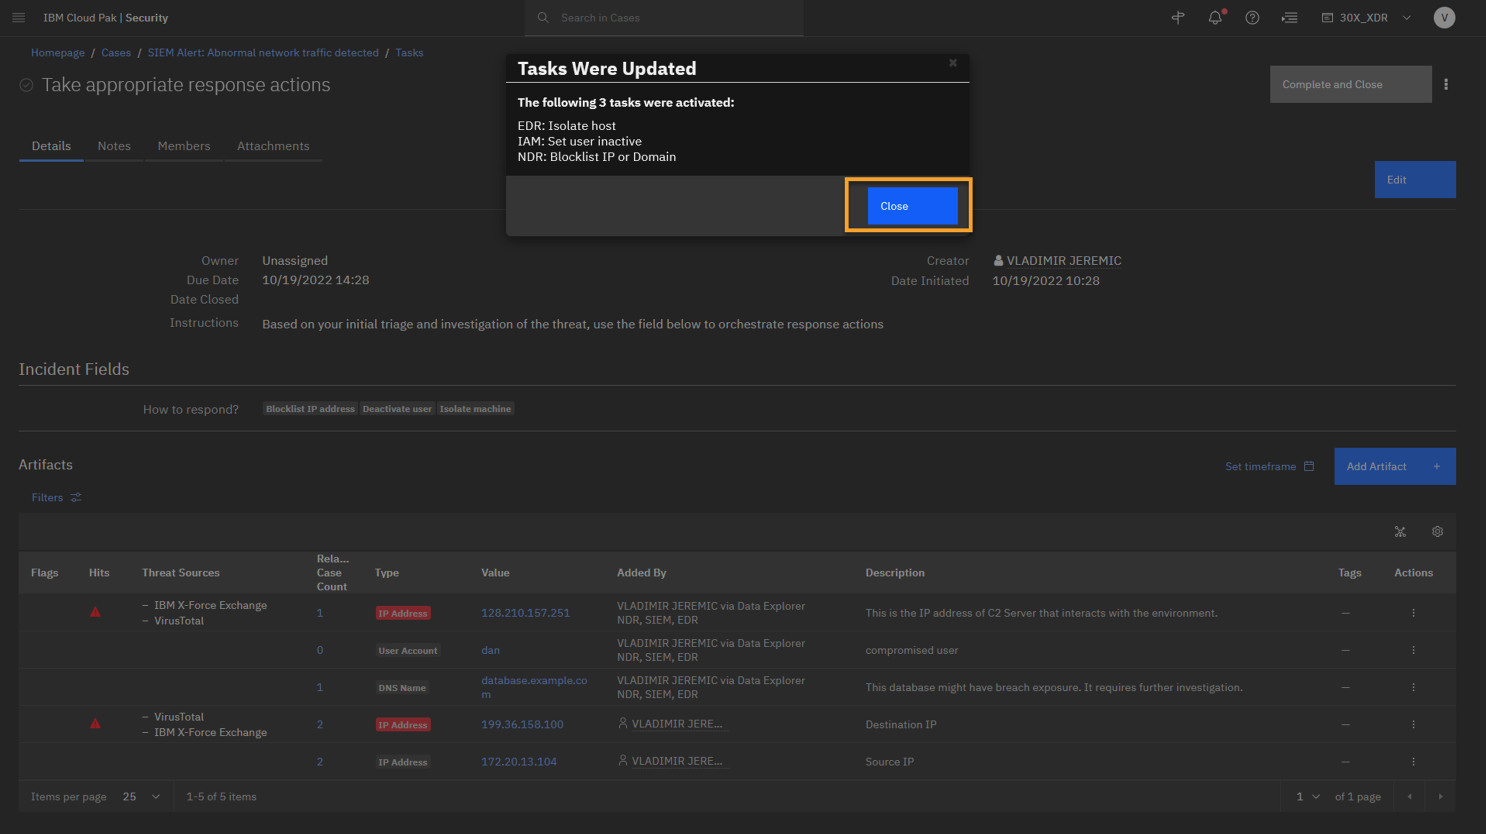 IBM Cloud Pak | Security
Search in Cases
30X_XDR
V
Homepage / Cases / SIEM Alert: Abnormal network traffic detected / Tasks
Take appropriate response actions
Complete and Close
Tasks Were Updated
The following 3 tasks were activated:
EDR: Isolate host
IAM: Set user inactive
NDR: Blocklist IP or Domain
Close
Details Notes Members Attachments
Edit
Owner Unassigned
Due Date 10/19/2022 14:28
Date Closed
Instructions Based on your initial triage and investigation of the threat, use the field below to orchestrate response actions
Creator VLADIMIR JEREMIC
Date Initiated 10/19/2022 10:28
Incident Fields
How to respond? Blocklist IP address Deactivate user Isolate machine
Artifacts
Set timeframe
Add Artifact +
Filters
Flags Hits Threat Sources Rela... Case Count Type Value Added By Description Tags Actions
– IBM X-Force Exchange
– VirusTotal
1 IP Address 128.210.157.251
VLADIMIR JEREMIC via Data Explorer
NDR, SIEM, EDR
This is the IP address of C2 Server that interacts with the environment. —
0 User Account dan
VLADIMIR JEREMIC via Data Explorer
NDR, SIEM, EDR
compromised user —
1 DNS Name
database.example.co
m
VLADIMIR JEREMIC via Data Explorer
NDR, SIEM, EDR
This database might have breach exposure. It requires further investigation. —
– VirusTotal
– IBM X-Force Exchange
2 IP Address 199.36.158.100 VLADIMIR JERE... Destination IP —
2 IP Address 172.20.13.104 VLADIMIR JERE... Source IP —
Items per page 25 1-5 of 5 items
1 of 1 page